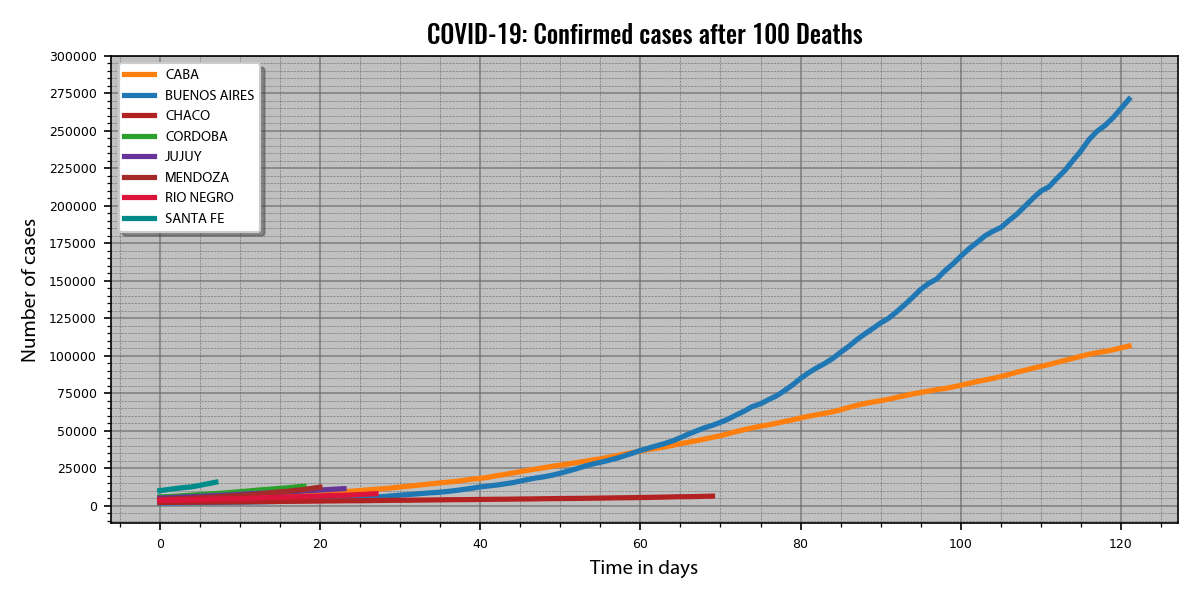 COVID-19: Confirmed cases after 100 Deaths
300000
275000
250000
225000
200000
175000
150000
125000
100000
75000
50000
25000
0
Number of cases
CABA
BUENOS AIRES
CHACO
CORDOBA
JUJUY
MENDOZA
RIO NEGRO
SANTA FE
0 20 40 60 80 100 120
Time in days